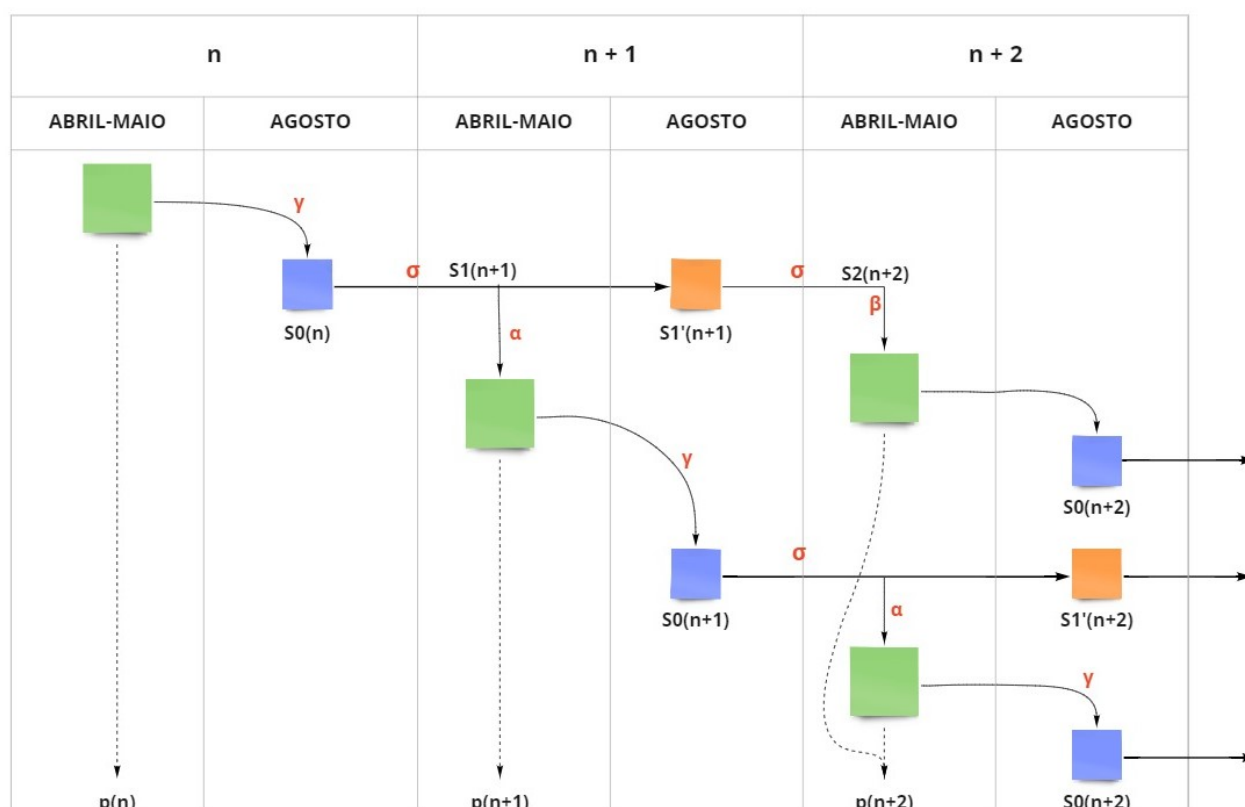 n n + 1 n + 2
ABRIL-MAIO AGOSTO ABRIL-MAIO AGOSTO ABRIL-MAIO AGOSTO
γ
σ S1(n+1) σ S2(n+2)
β
S0(n) α S1'(n+1)
γ
S0(n+2)
σ
S0(n+1) α S1'(n+2)
γ
p(n) p(n+1) p(n+2) S0(n+2)